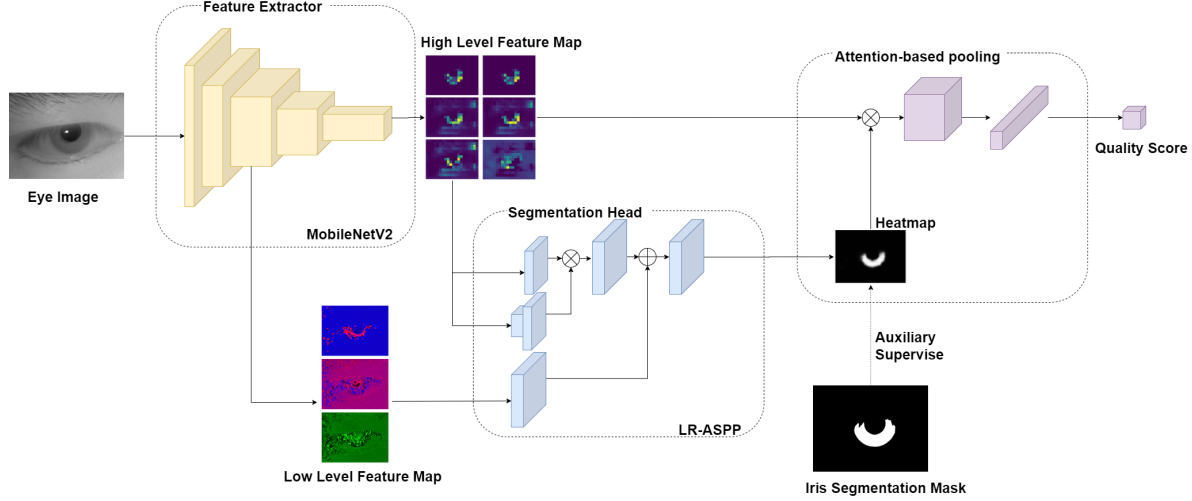 Feature Extractor
High Level Feature Map
Attention-based pooling
Eye Image
MobileNetV2
Quality Score
Segmentation Head
Heatmap
Auxiliary
Supervise
LR-ASPP
Low Level Feature Map
Iris Segmentation Mask